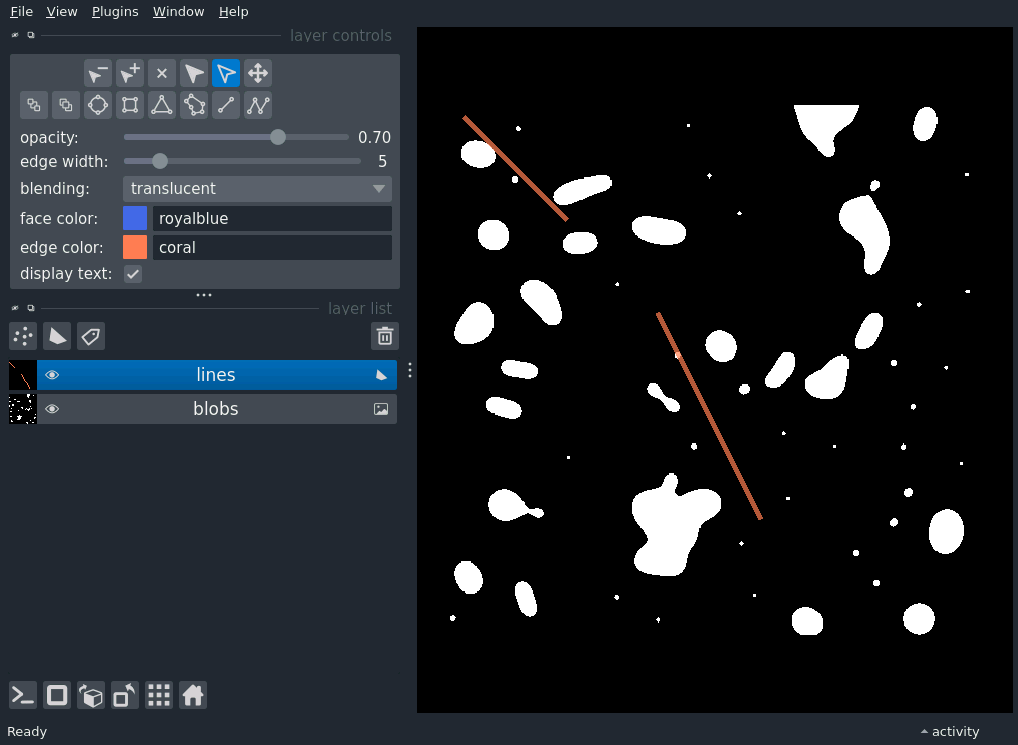 File View Plugins Window Help
layer controls
opacity: 0.70
edge width: 5
blending: translucent
face color: royalblue
edge color: coral
display text:
layer list
lines
blobs
Ready activity